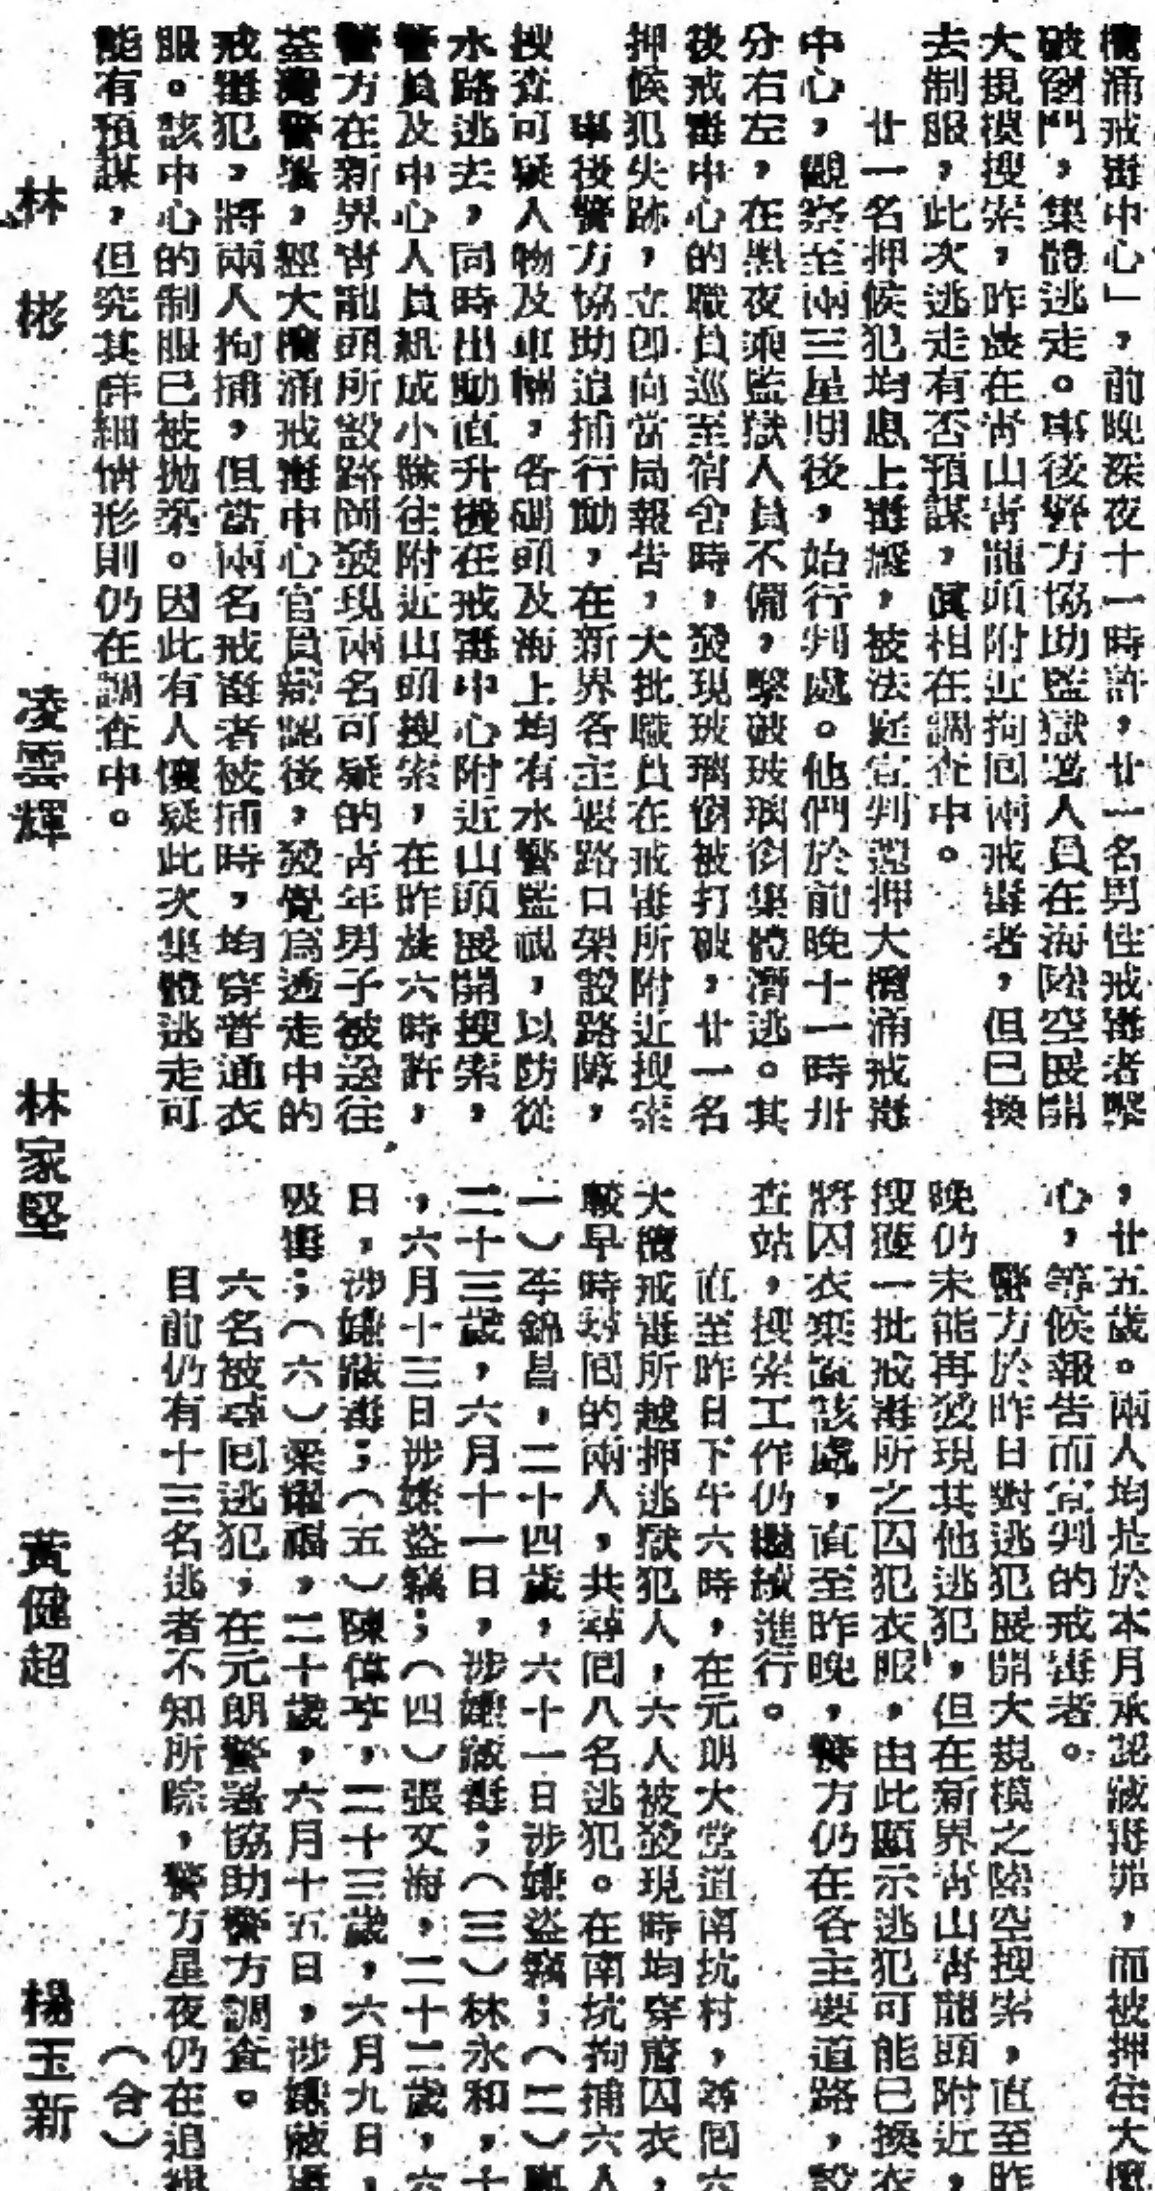 欖涌戒毒中心」，前晚深夜十一時許，廿一名男性戒毒者擊
破窗門，集體逃走。事後警方協助監獄署人員在海陸空展開
大規模搜索，昨晚在青山青龍頭附近拘回兩戒毒者，但已換
去制服，此次逃走有否預謀，眞相在調查中。
廿一名押候犯均患上毒癮，被法庭宣判還押大欖涌戒毒
中心，觀察至兩三星期後，始行判處。他們於前晚十一時卅
分右左，在黑夜乘監獄人員不備，擊破玻璃窗集體潛逃。其
後戒毒中心的職員巡至宿舍時，發現玻璃窗被打破，廿一名
押候犯失跡，立卽向當局報告，大批職員在戒毒所附近搜索
事後警方協助追捕行動，在新界各主要路口架設路障，
搜查可疑人物及車輛，各碼頭及海上均有水警監視，以防從
水路逃去，同時出動直升機在戒毒中心附近山頭展開搜索，
警員及中心人員組成小隊往附近山頭搜索，在昨晚六時許，
警方在新界青龍頭所設路障發現兩名可疑的青年男子被送往
荃灣警署，經大欖涌戒毒中心官員認後，發覺爲逃走中的
戒毒犯，將兩人拘捕，但當兩名戒毒者被捕時，均穿普通衣
服。該中心的制服已被拋棄。因此有人懷疑此次集體逃走可
能有預謀，但究其詳細情形則仍在調查中。
，廿五歲。兩人均是於本月承認藏毒罪，而被押往大欖
心，等候報告而宣判的戒毒者。
警方於昨日對逃犯展開大規模之陸空搜索，直至昨
晚仍未能再發現其他逃犯，但在新界青山青龍頭附近，
搜獲一批戒毒所之囚犯衣服，由此顯示逃犯可能已換衣
將囚衣棄置該處，直至昨晚，警方仍在各主要道路，設
查站，搜索工作仍繼續進行。
直至昨日下午六時，在元朗大棠道南坑村，尋回六
大欖戒毒所越押逃獄犯人，六人被發現時均穿着囚衣，
較早時尋回的兩人，共尋回八名逃犯。在南坑拘捕六人
一）李錦昌，二十四歲，六十一日涉嫌盜竊；（二）
二十三歲，六月十一日，涉嫌藏毒；（三）林永和，十
，六月十三日涉嫌盜竊；（四）張文海，二十二歲，六
日，涉嫌藏毒；（五）陳偉亨，二十三歲，六月九日，
吸毒；（六）梁耀福，二十歲，六月十五日，涉嫌藏毒
六名被尋回逃犯，在元朗警署協助警方調查。
目前仍有十三名逃者不知所踪，警方星夜仍在追緝
（合）
林彬
凌雲輝
林家堅
黃健超
楊玉新